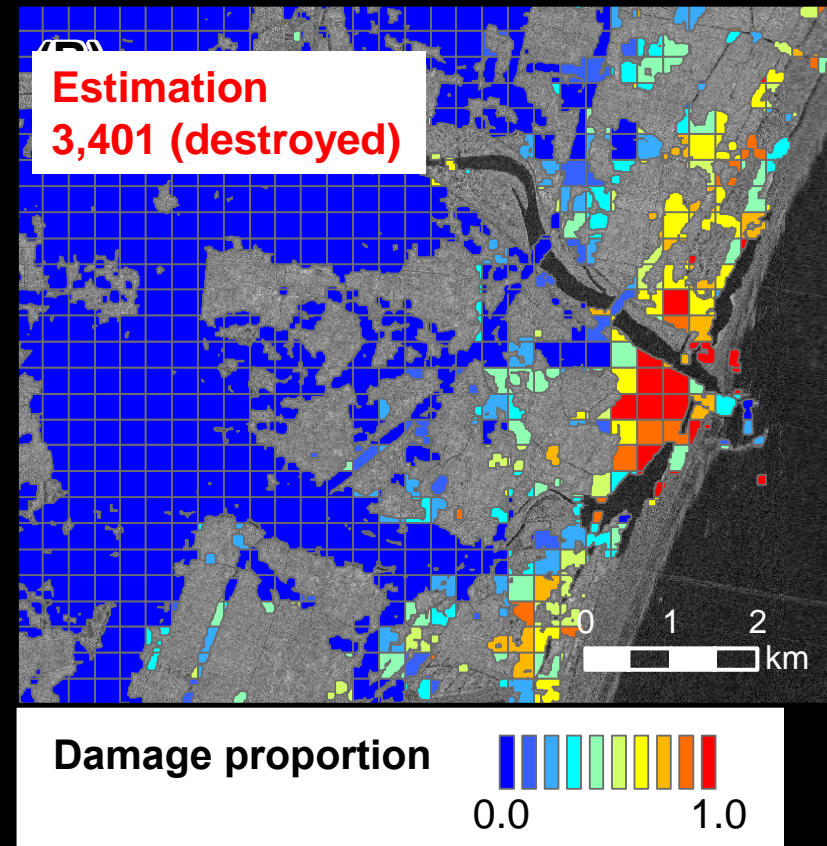 Estimation
3,401 (destroyed)
0 1 2
km
Damage proportion
0.0 1.0